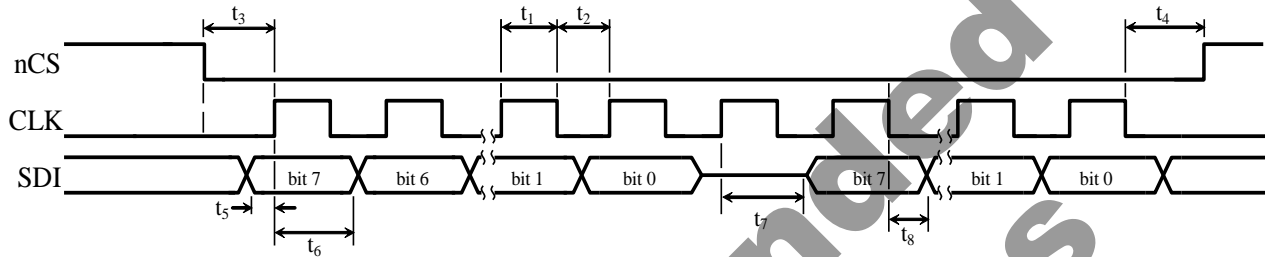 t3 t1 t2 t4
nCS
CLK
SDI bit 7 bit 6 bit 1 bit 0 bit 7 bit 1 bit 0
t5 t7 t8
t6
nded
s